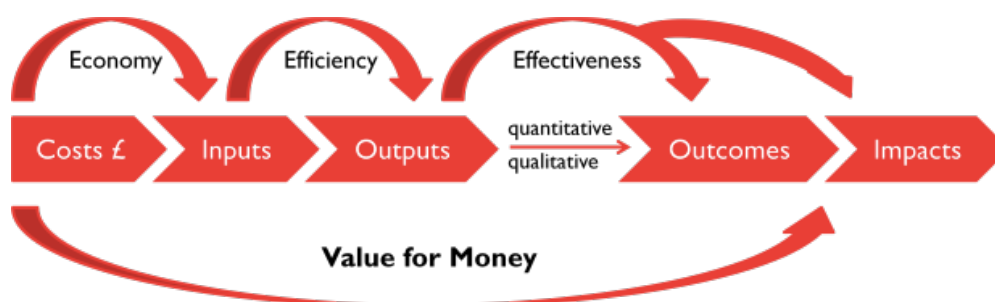 Economy Efficiency Effectiveness
Costs £ Inputs Outputs quantitative qualitative Outcomes Impacts
Value for Money